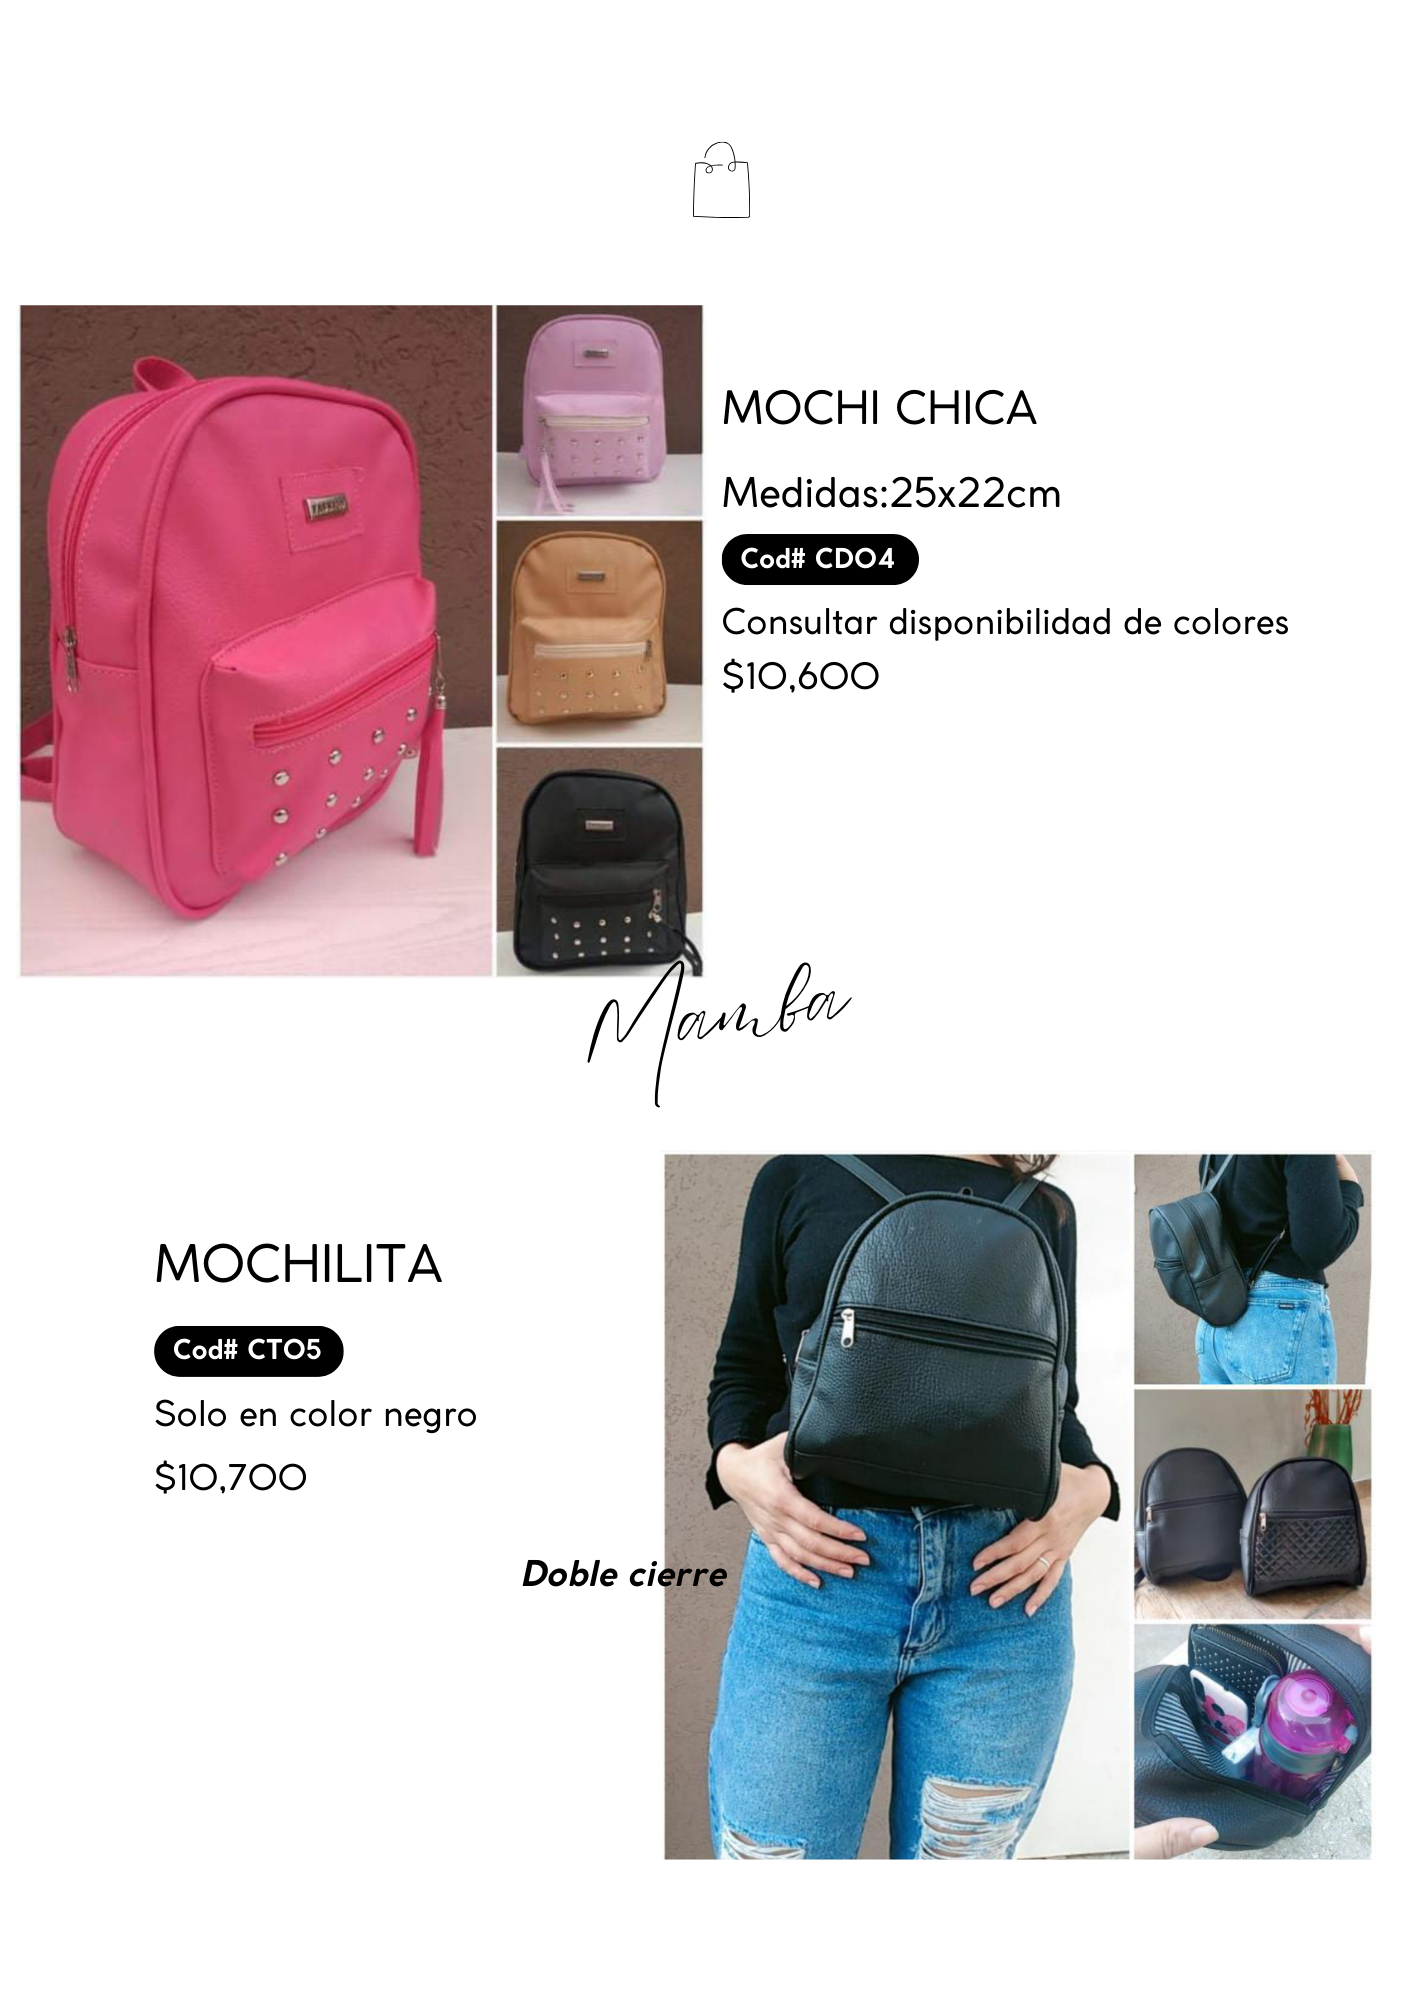 MOCHI CHICA
Medidas:25x22cm
Cod# CD04
Consultar disponibilidad de colores
$10,600
Mamba
MOCHILITA
Cod# CT05
Solo en color negro
$10,700
Doble cierre